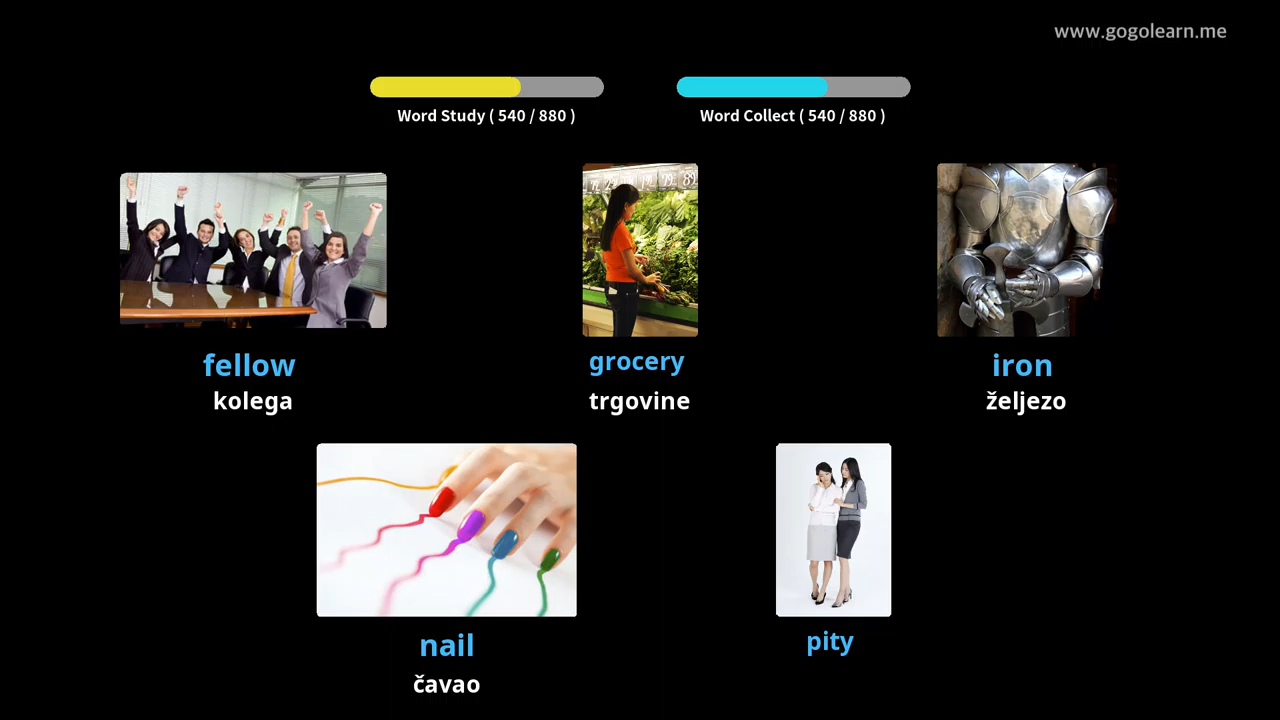 www.gogolearn.me
Word Study ( 540 / 880 )
Word Collect ( 540 / 880 )
fellow
kolega
grocery
trgovine
iron
željezo
nail
čavao
pity